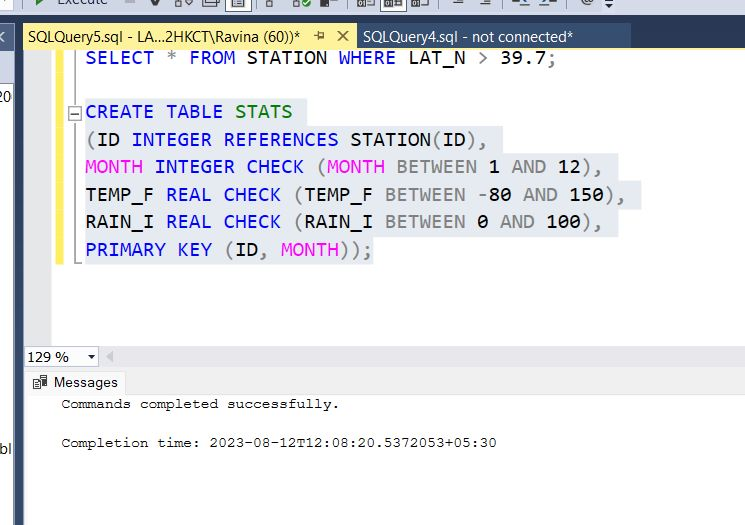 Execute
SQLQuery5.sql - LA...2HKCT\Ravina (60))* SQLQuery4.sql - not connected*
SELECT * FROM STATION WHERE LAT_N > 39.7;
20
CREATE TABLE STATS
(ID INTEGER REFERENCES STATION(ID),
MONTH INTEGER CHECK (MONTH BETWEEN 1 AND 12),
TEMP_F REAL CHECK (TEMP_F BETWEEN -80 AND 150),
RAIN_I REAL CHECK (RAIN_I BETWEEN 0 AND 100),
PRIMARY KEY (ID, MONTH));
129 %
Messages
Commands completed successfully.
Completion time: 2023-08-12T12:08:20.5372053+05:30
bl